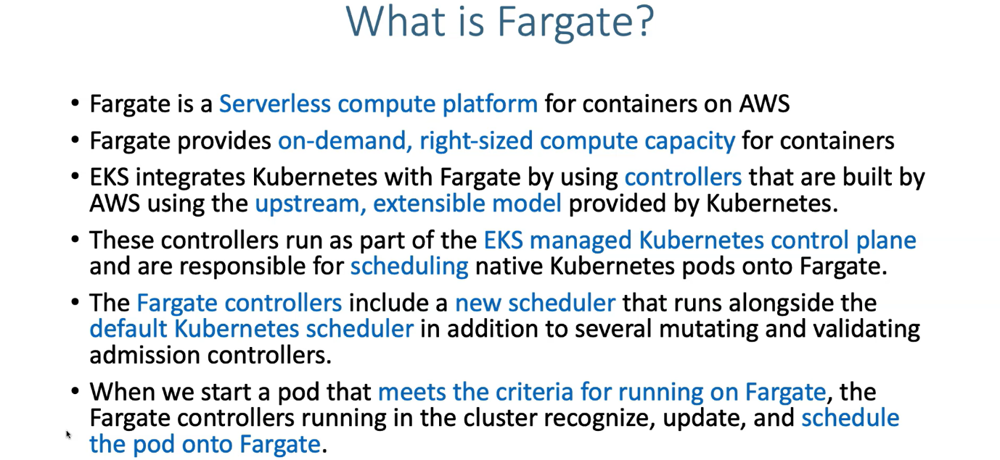 What is Fargate?
• Fargate is a Serverless compute platform for containers on AWS
• Fargate provides on-demand, right-sized compute capacity for containers
• EKS integrates Kubernetes with Fargate by using controllers that are built by
AWS using the upstream, extensible model provided by Kubernetes.
• These controllers run as part of the EKS managed Kubernetes control plane
and are responsible for scheduling native Kubernetes pods onto Fargate.
• The Fargate controllers include a new scheduler that runs alongside the
default Kubernetes scheduler in addition to several mutating and validating
admission controllers.
• When we start a pod that meets the criteria for running on Fargate, the
Fargate controllers running in the cluster recognize, update, and schedule
the pod onto Fargate.